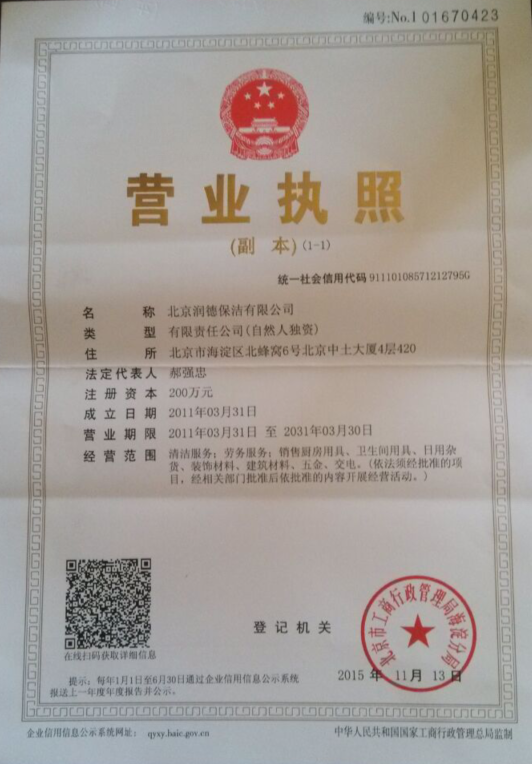 编号:No.1 01670423
营业执照
(副 本)(1-1)
统一社会信用代码 91110108571212795G
名 称 北京润德保洁有限公司
类 型 有限责任公司(自然人独资)
住 所 北京市海淀区北蜂窝6号北京中土大厦4层420
法定代表人 郝强忠
注册资本 200万元
成立日期 2011年03月31日
营业期限 2011年03月31日 至 2031年03月30日
经营范围 清洁服务；劳务服务；销售厨房用具、卫生间用具、日用杂
货、装饰材料、建筑材料、五金、交电。(依法须经批准的项
目，经相关部门批准后依批准的内容开展经营活动。)
在线扫码获取详细信息
登记机关
北京市工商行政管理局海淀分局
2015 年 11 月 13 日
提示：每年1月1日至6月30日通过企业信用信息公示系统
报送上一年度年度报告并公示。
企业信用信息公示系统网址： qyxy.baic.gov.cn
中华人民共和国国家工商行政管理总局监制